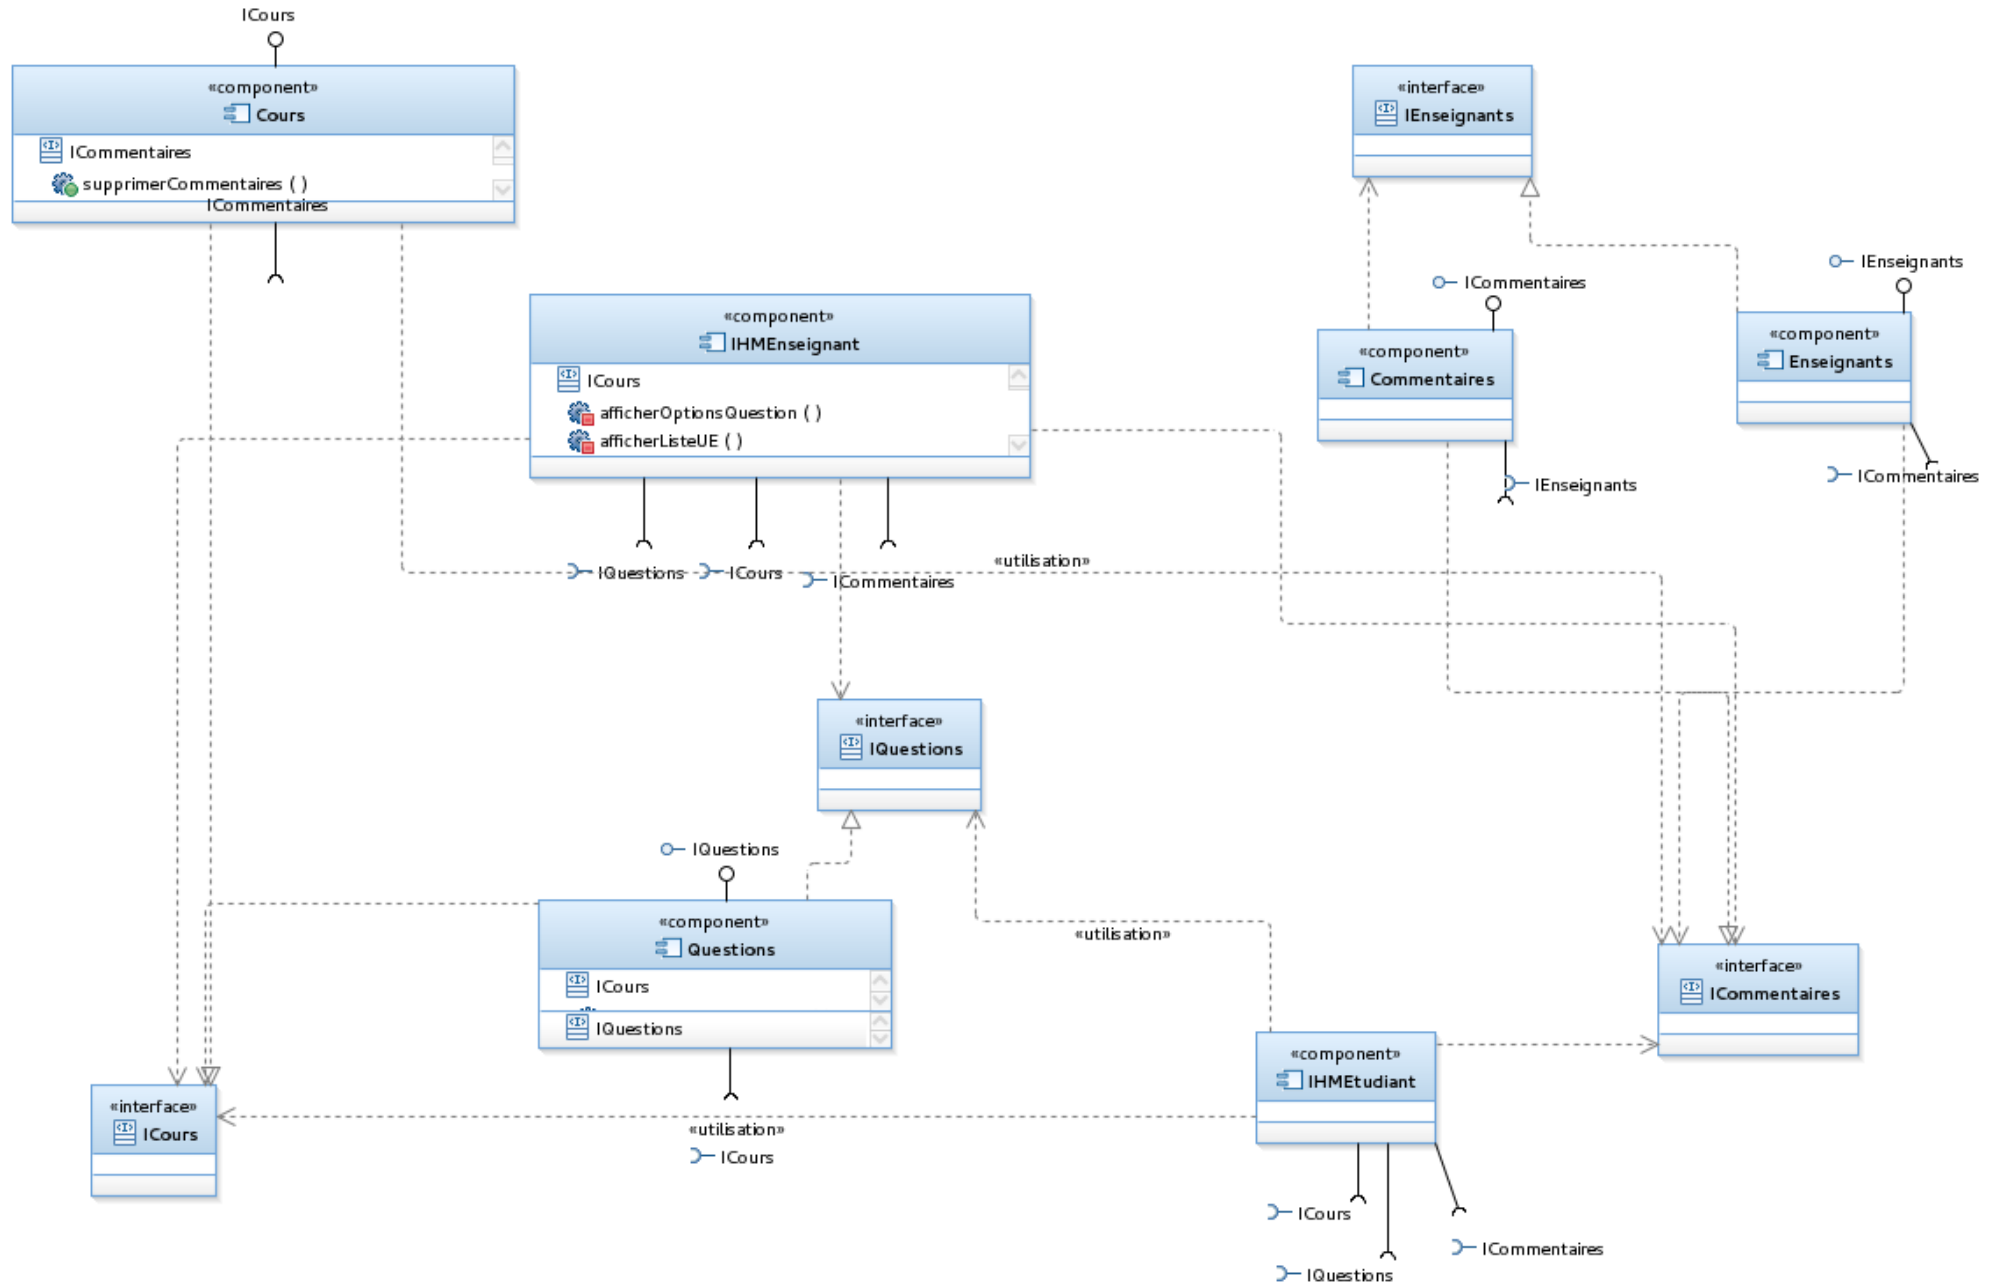 ICours
«component»
Cours
ICommentaires
supprimerCommentaires ( )
ICommentaires
«interface»
IEnseignants
IEnseignants
ICommentaires
«component»
IHMEnseignant
ICours
afficherOptionsQuestion ( )
afficherListeUE ( )
«component»
Commentaires
«component»
Enseignants
IEnseignants
ICommentaires
«utilisation»
IQuestions
ICours
ICommentaires
«interface»
IQuestions
IQuestions
«component»
Questions
ICours
IQuestions
«utilisation»
«interface»
ICommentaires
«component»
IHMEtudiant
«interface»
ICours
«utilisation»
ICours
ICours
ICommentaires
IQuestions